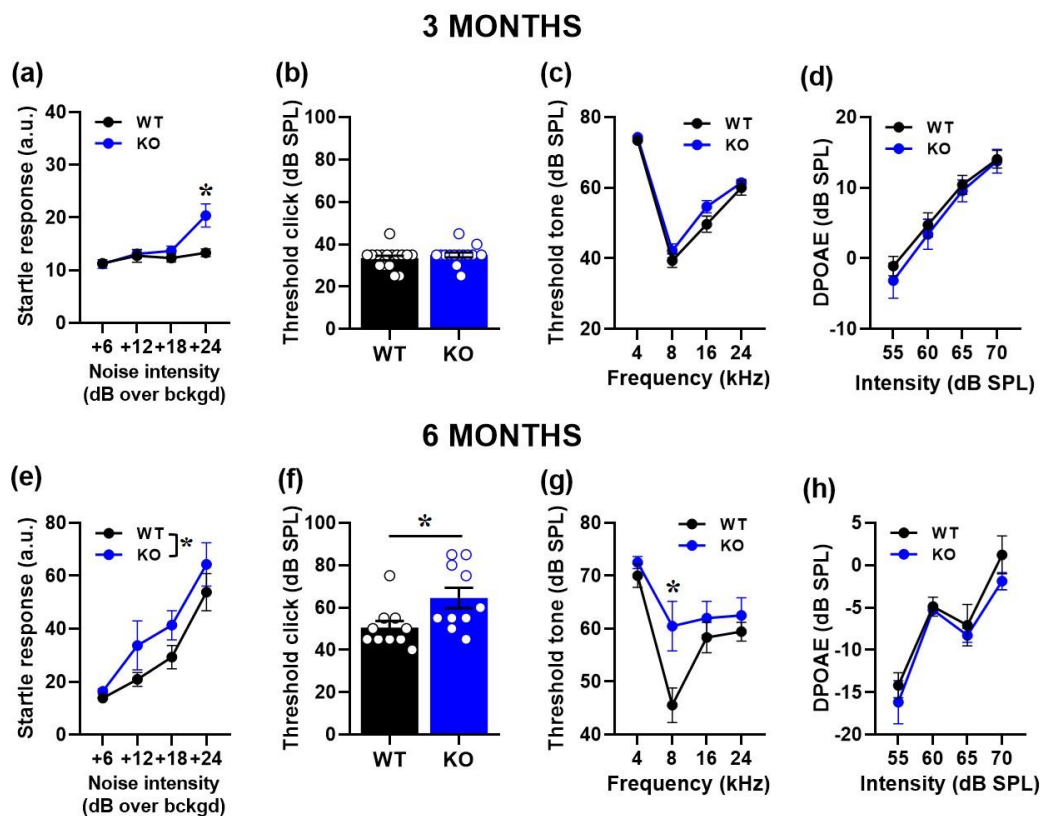 3 MONTHS
(a)
Startle response (a.u.)
40
30
20
10
0
WT
KO
*
+6 +12 +18 +24
Noise intensity
(dB over bckgd)
(b)
Threshold click (dB SPL)
100
80
60
40
20
0
WT KO
(c)
Threshold tone (dB SPL)
80
60
40
20
WT
KO
4 8 16 24
Frequency (kHz)
(d)
DPOAE (dB SPL)
20
10
0
-10
WT
KO
55 60 65 70
Intensity (dB SPL)
6 MONTHS
(e)
Startle response (a.u.)
80
60
40
20
0
WT
KO
*
+6 +12 +18 +24
Noise intensity
(dB over bckgd)
(f)
Threshold click (dB SPL)
100
80
60
40
20
0
*
WT KO
(g)
Threshold tone (dB SPL)
80
70
60
50
40
WT
KO
*
4 8 16 24
Frequency (kHz)
(h)
DPOAE (dB SPL)
5
0
-5
-10
-15
-20
WT
KO
55 60 65 70
Intensity (dB SPL)